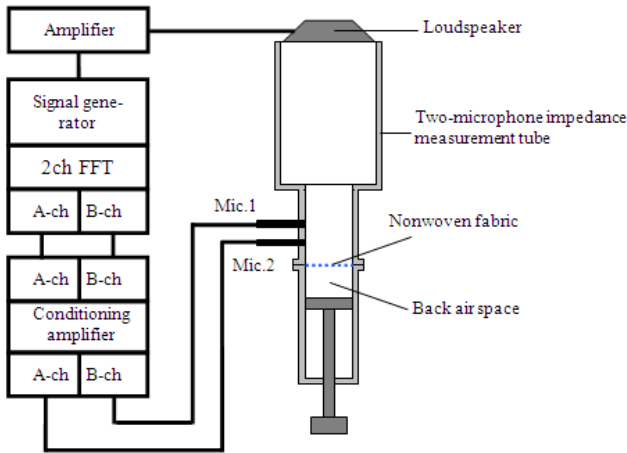 Amplifier
Loudspeaker
Signal gene-
rator
2ch FFT
A-ch B-ch
Two-microphone impedance
measurement tube
Mic.1
Nonwoven fabric
Mic.2
A-ch B-ch
Conditioning
amplifier
A-ch B-ch
Back air space